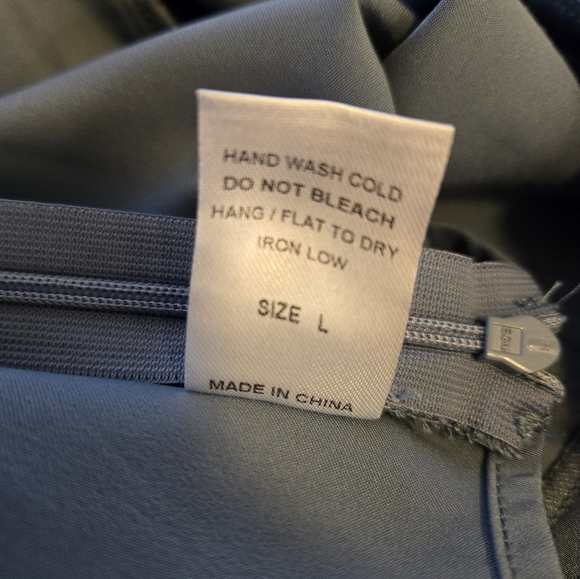 HAND WASH COLD
DO NOT BLEACH
HANG / FLAT TO DRY
IRON LOW
SIZE L
MADE IN CHINA